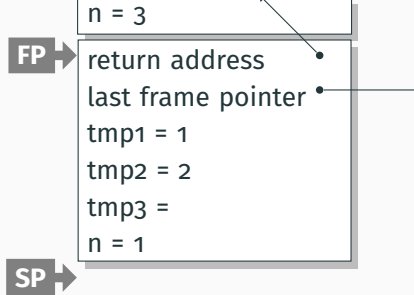 n = 3
FP
return address
last frame pointer
tmp1 = 1
tmp2 = 2
tmp3 =
n = 1
SP